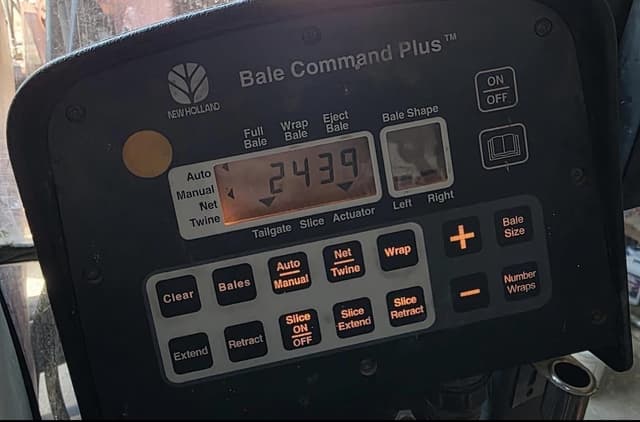 Bale Command Plus™
NEW HOLLAND
ON
OFF
Full
Bale
Wrap
Bale
Eject
Bale
Bale Shape
Auto
Manual
Net
Twine
2439
Tailgate Slice Actuator
Left Right
Clear
Bales
Auto
Manual
Net
Twine
Wrap
+
Bale
Size
Extend
Retract
Slice
ON
OFF
Slice
Extend
Slice
Retract
-
Number
Wraps